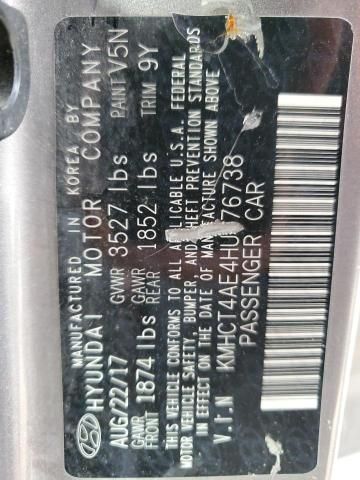 MANUFACTURED IN KOREA BY
HYUNDAI MOTOR COMPANY
AUG/22/17 GVWR 3527 lbs PAINT V5N
GAWR FRONT 1874 lbs GAWR REAR 1852 lbs TRIM 9Y
THIS VEHICLE CONFORMS TO ALL APPLICABLE U.S.A. FEDERAL
MOTOR VEHICLE SAFETY, BUMPER, AND THEFT PREVENTION STANDARDS
IN EFFECT ON THE DATE OF MANUFACTURE SHOWN ABOVE
V.I.N KMHCT4AE4HU 76738
PASSENGER CAR